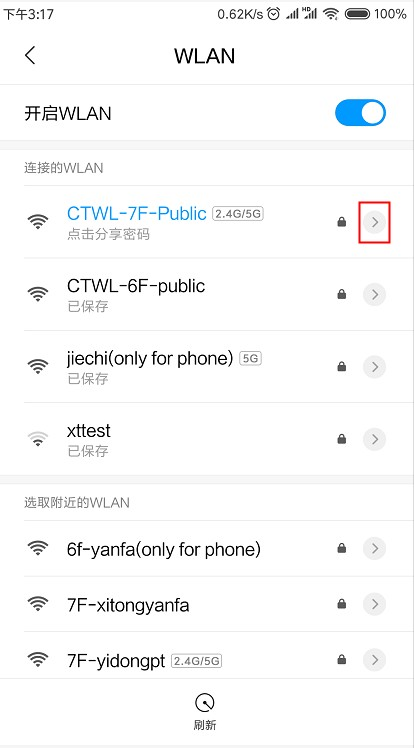 下午3:17
0.62K/s HD 100%
WLAN
开启WLAN
连接的WLAN
CTWL-7F-Public 2.4G/5G
点击分享密码
CTWL-6F-public
已保存
jiechi(only for phone) 5G
已保存
xttest
已保存
选取附近的WLAN
6f-yanfa(only for phone)
7F-xitongyanfa
7F-yidongpt 2.4G/5G
刷新